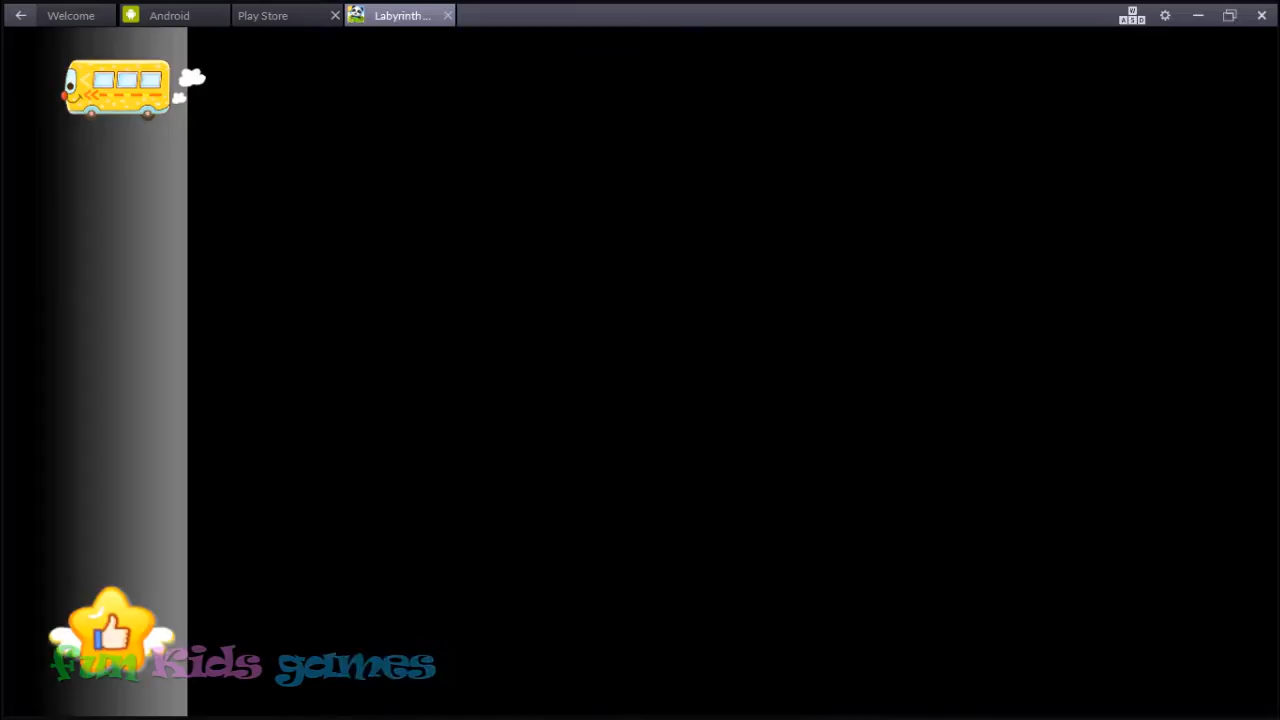 Welcome
Android
Play Store
Labyrinth ...
W
A S D
fun Kids games